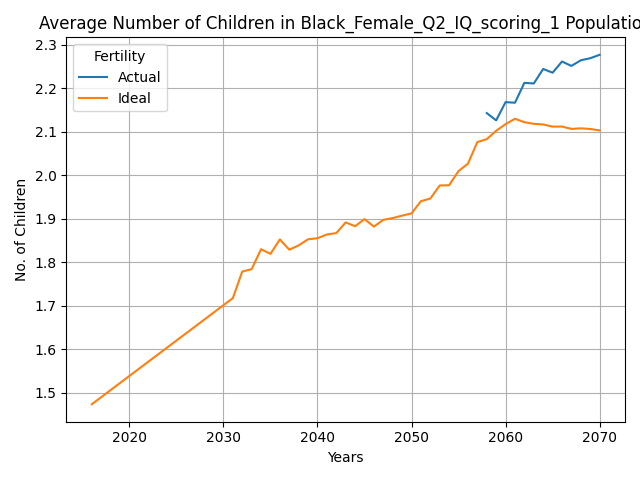 Average Number of Children in Black_Female_Q2_IQ_scoring_1 Populatio
Fertility
Actual
Ideal
2.3
2.2
2.1
2.0
1.9
1.8
1.7
1.6
1.5
No. of Children
2020 2030 2040 2050 2060 2070
Years